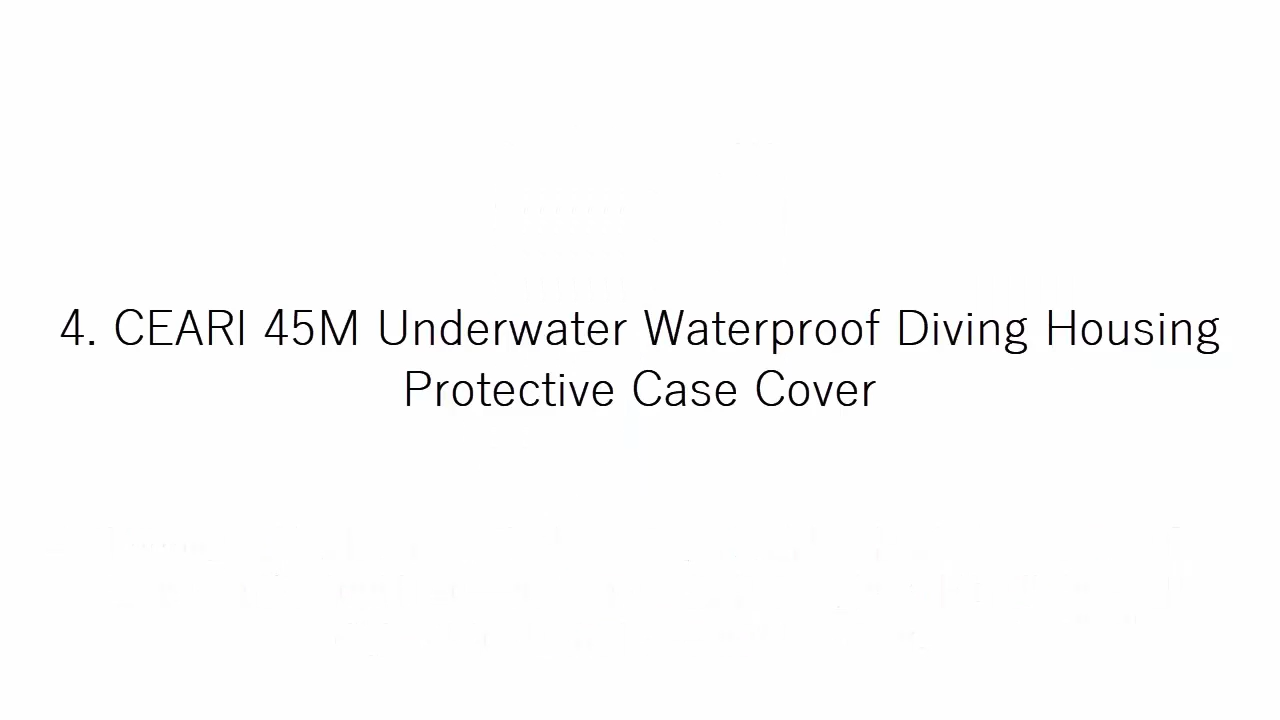 4. CEARI 45M Underwater Waterproof Diving Housing
Protective Case Cover